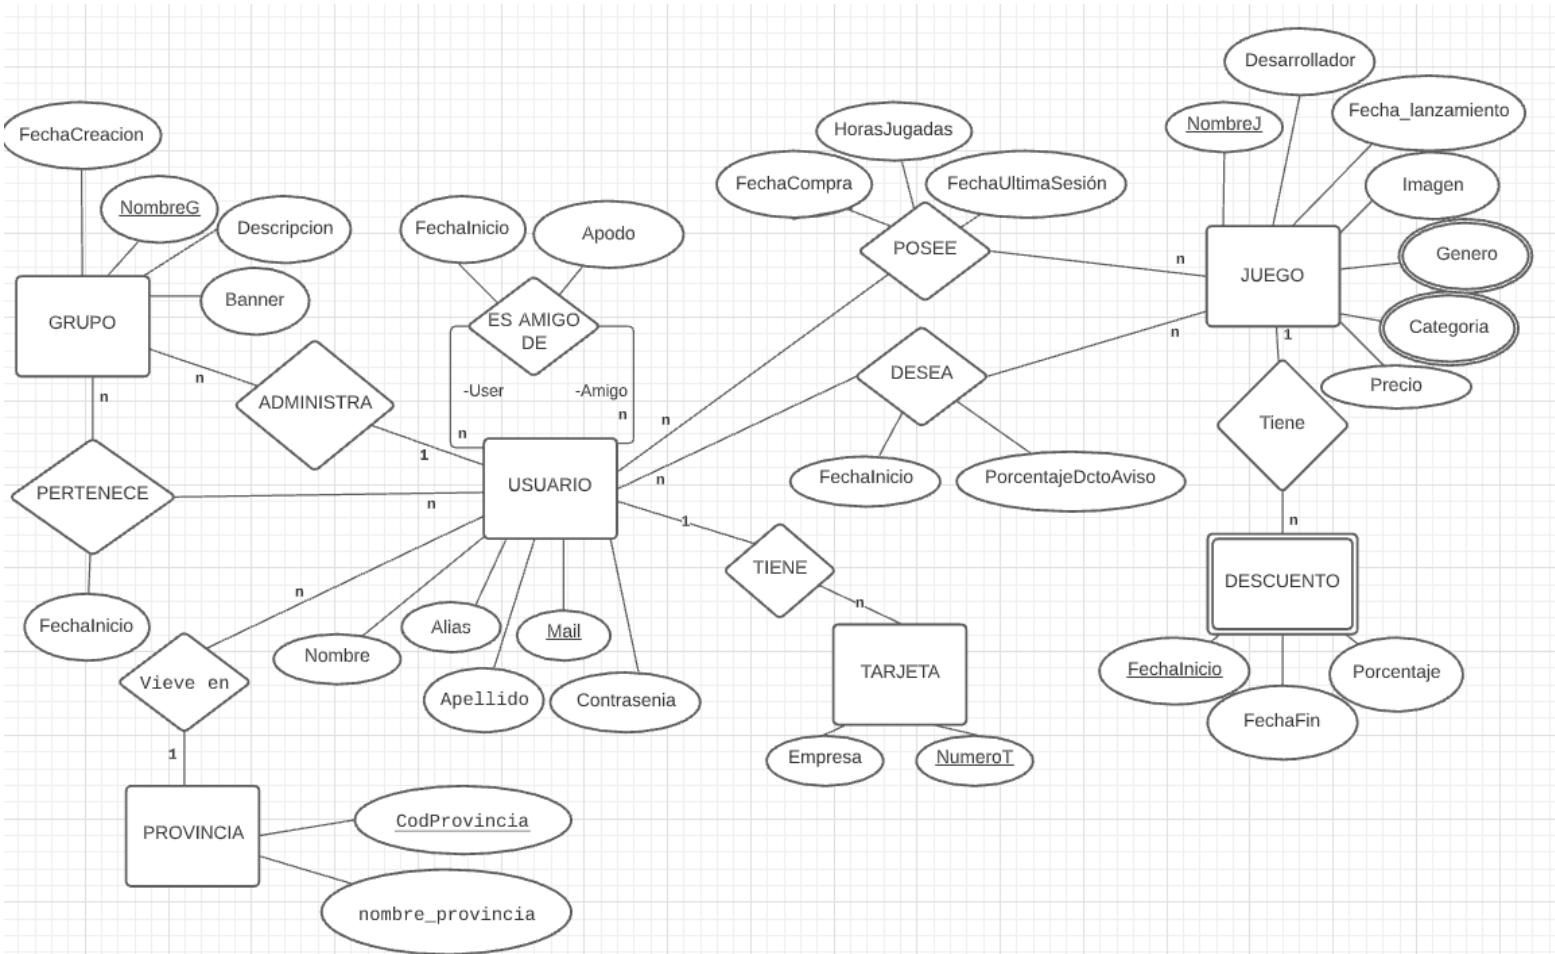 Desarrollador
Fecha_lanzamiento
NombreJ
HorasJugadas
FechaCreacion
FechaCompra
FechaUltimaSesión
Imagen
NombreG
Descripcion
FechaInicio
Apodo
POSEE
Genero
n
JUEGO
Banner
GRUPO
ES AMIGO
DE
Categoria
n
1
DESEA
Precio
n
-User
-Amigo
n
ADMINISTRA
n
n
n
Tiene
1
n
FechaInicio
PorcentajeDctoAviso
PERTENECE
USUARIO
n
n
1
n
TIENE
DESCUENTO
n
n
FechaInicio
Alias
Mail
Nombre
FechaInicio
Porcentaje
TARJETA
Vieve en
Apellido
Contrasenia
FechaFin
1
Empresa
NumeroT
PROVINCIA
CodProvincia
nombre_provincia